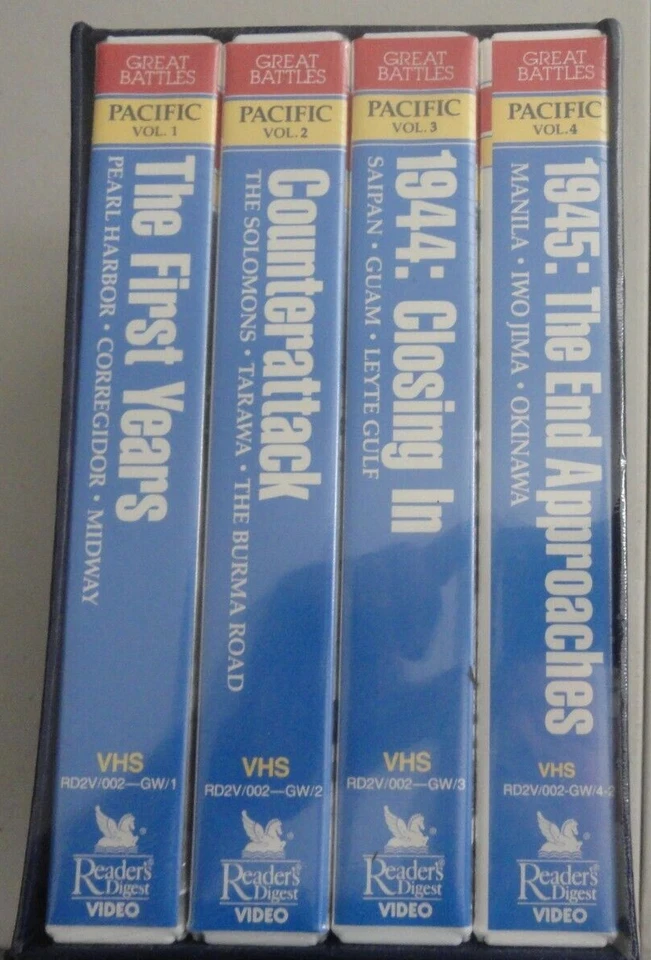 GREAT
BATTLES
PACIFIC
VOL. 1
The First Years
PEARL HARBOR • CORREGIDOR • MIDWAY
VHS
RD2V/002—GW/1
Reader's
Digest®
VIDEO
GREAT
BATTLES
PACIFIC
VOL. 2
Counterattack
THE SOLOMONS • TARAWA • THE BURMA ROAD
VHS
RD2V/002—GW/2
®
Reader's
Digest®
VIDEO
GREAT
BATTLES
PACIFIC
VOL. 3
1944: Closing In
SAIPAN • GUAM • LEYTE GULF
VHS
RD2V/002—GW/3
®
Reader's
Digest®
VIDEO
GREAT
BATTLES
PACIFIC
VOL. 4
1945: The End Approaches
MANILA • IWO JIMA • OKINAWA
VHS
RD2V/002-GW/4-2
®
Reader's
Digest®
VIDEO